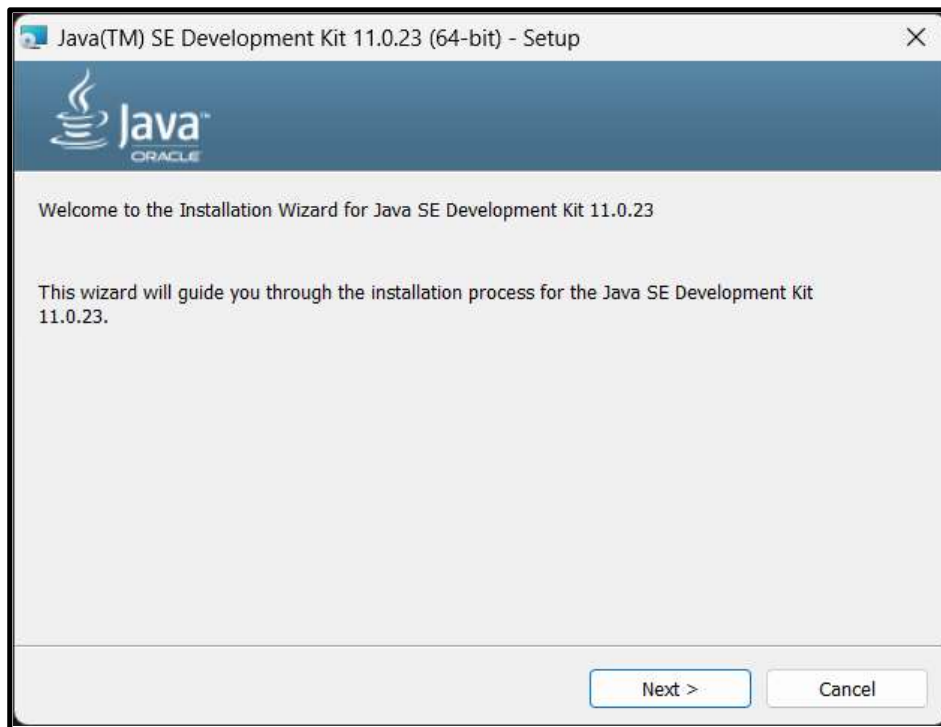 Java(TM) SE Development Kit 11.0.23 (64-bit) - Setup
Java™
ORACLE
Welcome to the Installation Wizard for Java SE Development Kit 11.0.23
This wizard will guide you through the installation process for the Java SE Development Kit
11.0.23.
Next >
Cancel